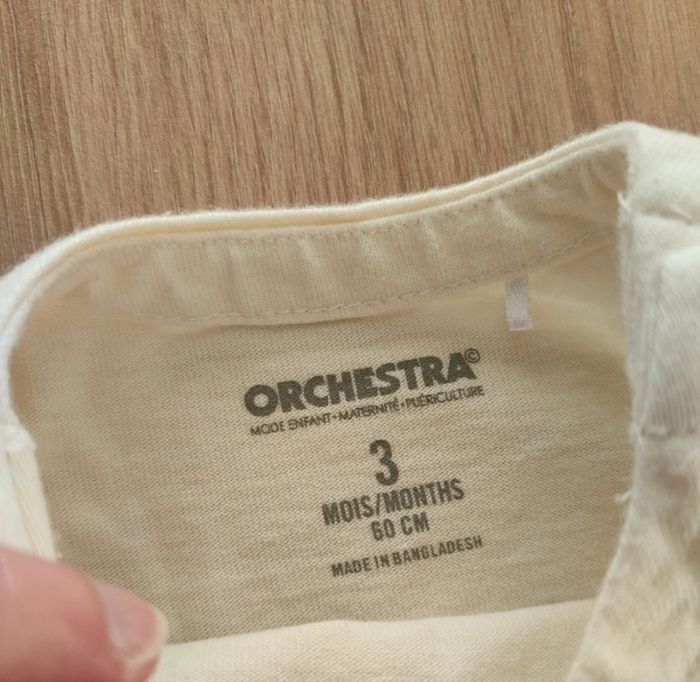 ORCHESTRA©
MODE ENFANT•MATERNITÉ•PUÉRICULTURE
3
MOIS/MONTHS
60 CM
MADE IN BANGLADESH